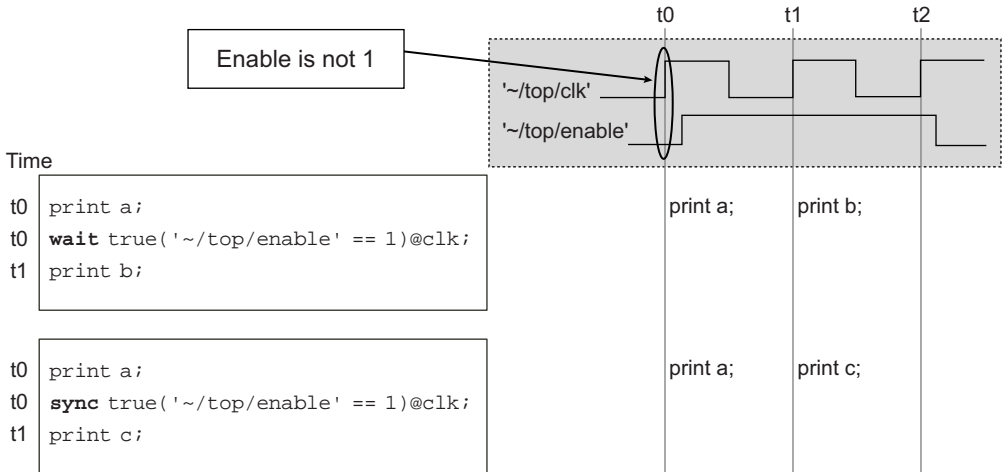 t0 t1 t2
Enable is not 1
'~/top/clk'
'~/top/enable'
Time
t0 print a;
t0 wait true('~/top/enable' == 1)@clk;
t1 print b;
print a; print b;
t0 print a;
t0 sync true('~/top/enable' == 1)@clk;
t1 print c;
print a; print c;